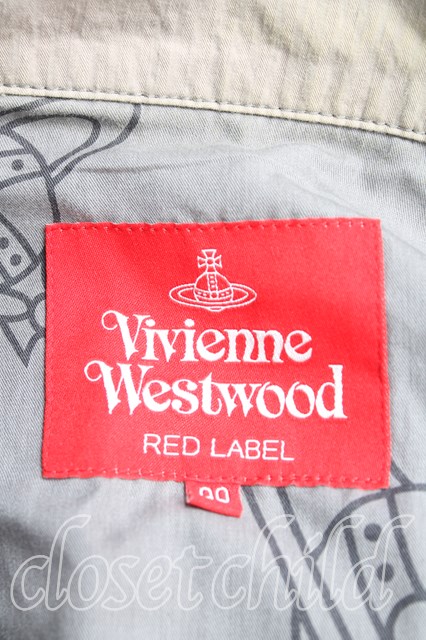 Vivienne
Westwood
RED LABEL
closet child